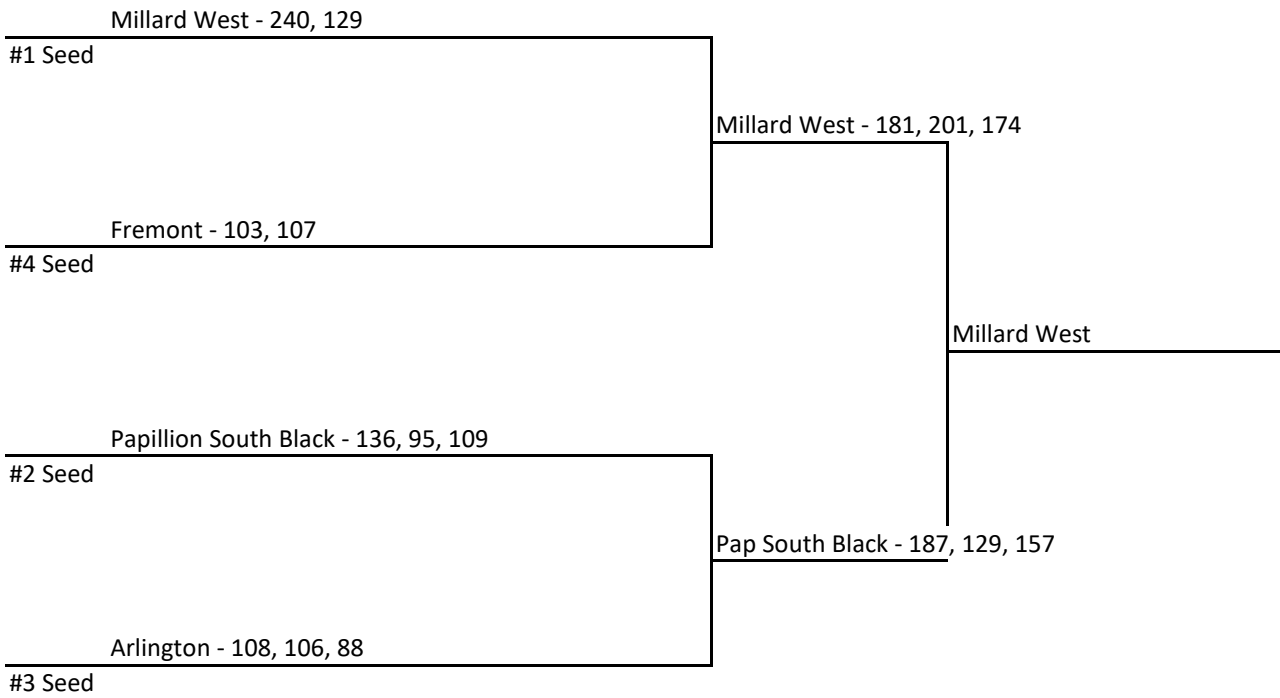 Millard West - 240, 129
#1 Seed
Millard West - 181, 201, 174
Fremont - 103, 107
#4 Seed
Millard West
Papillion South Black - 136, 95, 109
#2 Seed
Pap South Black - 187, 129, 157
Arlington - 108, 106, 88
#3 Seed